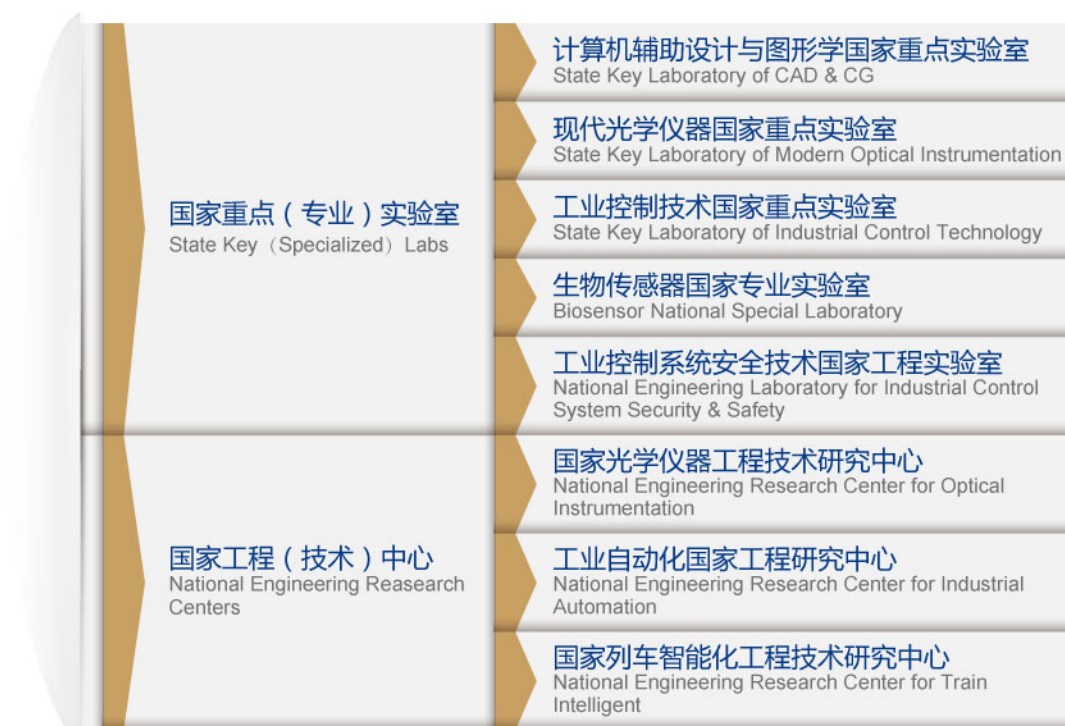 国家重点（专业）实验室
State Key（Specialized）Labs
计算机辅助设计与图形学国家重点实验室
State Key Laboratory of CAD & CG
现代光学仪器国家重点实验室
State Key Laboratory of Modern Optical Instrumentation
工业控制技术国家重点实验室
State Key Laboratory of Industrial Control Technology
生物传感器国家专业实验室
Biosensor National Special Laboratory
工业控制系统安全技术国家工程实验室
National Engineering Laboratory for Industrial Control
System Security & Safety
国家工程（技术）中心
National Engineering Reasearch
Centers
国家光学仪器工程技术研究中心
National Engineering Research Center for Optical
Instrumentation
工业自动化国家工程研究中心
National Engineering Research Center for Industrial
Automation
国家列车智能化工程技术研究中心
National Engineering Research Center for Train
Intelligent